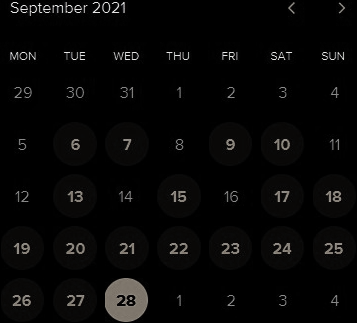 September 2021
MON TUE WED THU FRI SAT SUN
29 30 31 1 2 3 4
5 6 7 8 9 10 11
12 13 14 15 16 17 18
19 20 21 22 23 24 25
26 27 28 1 2 3 4